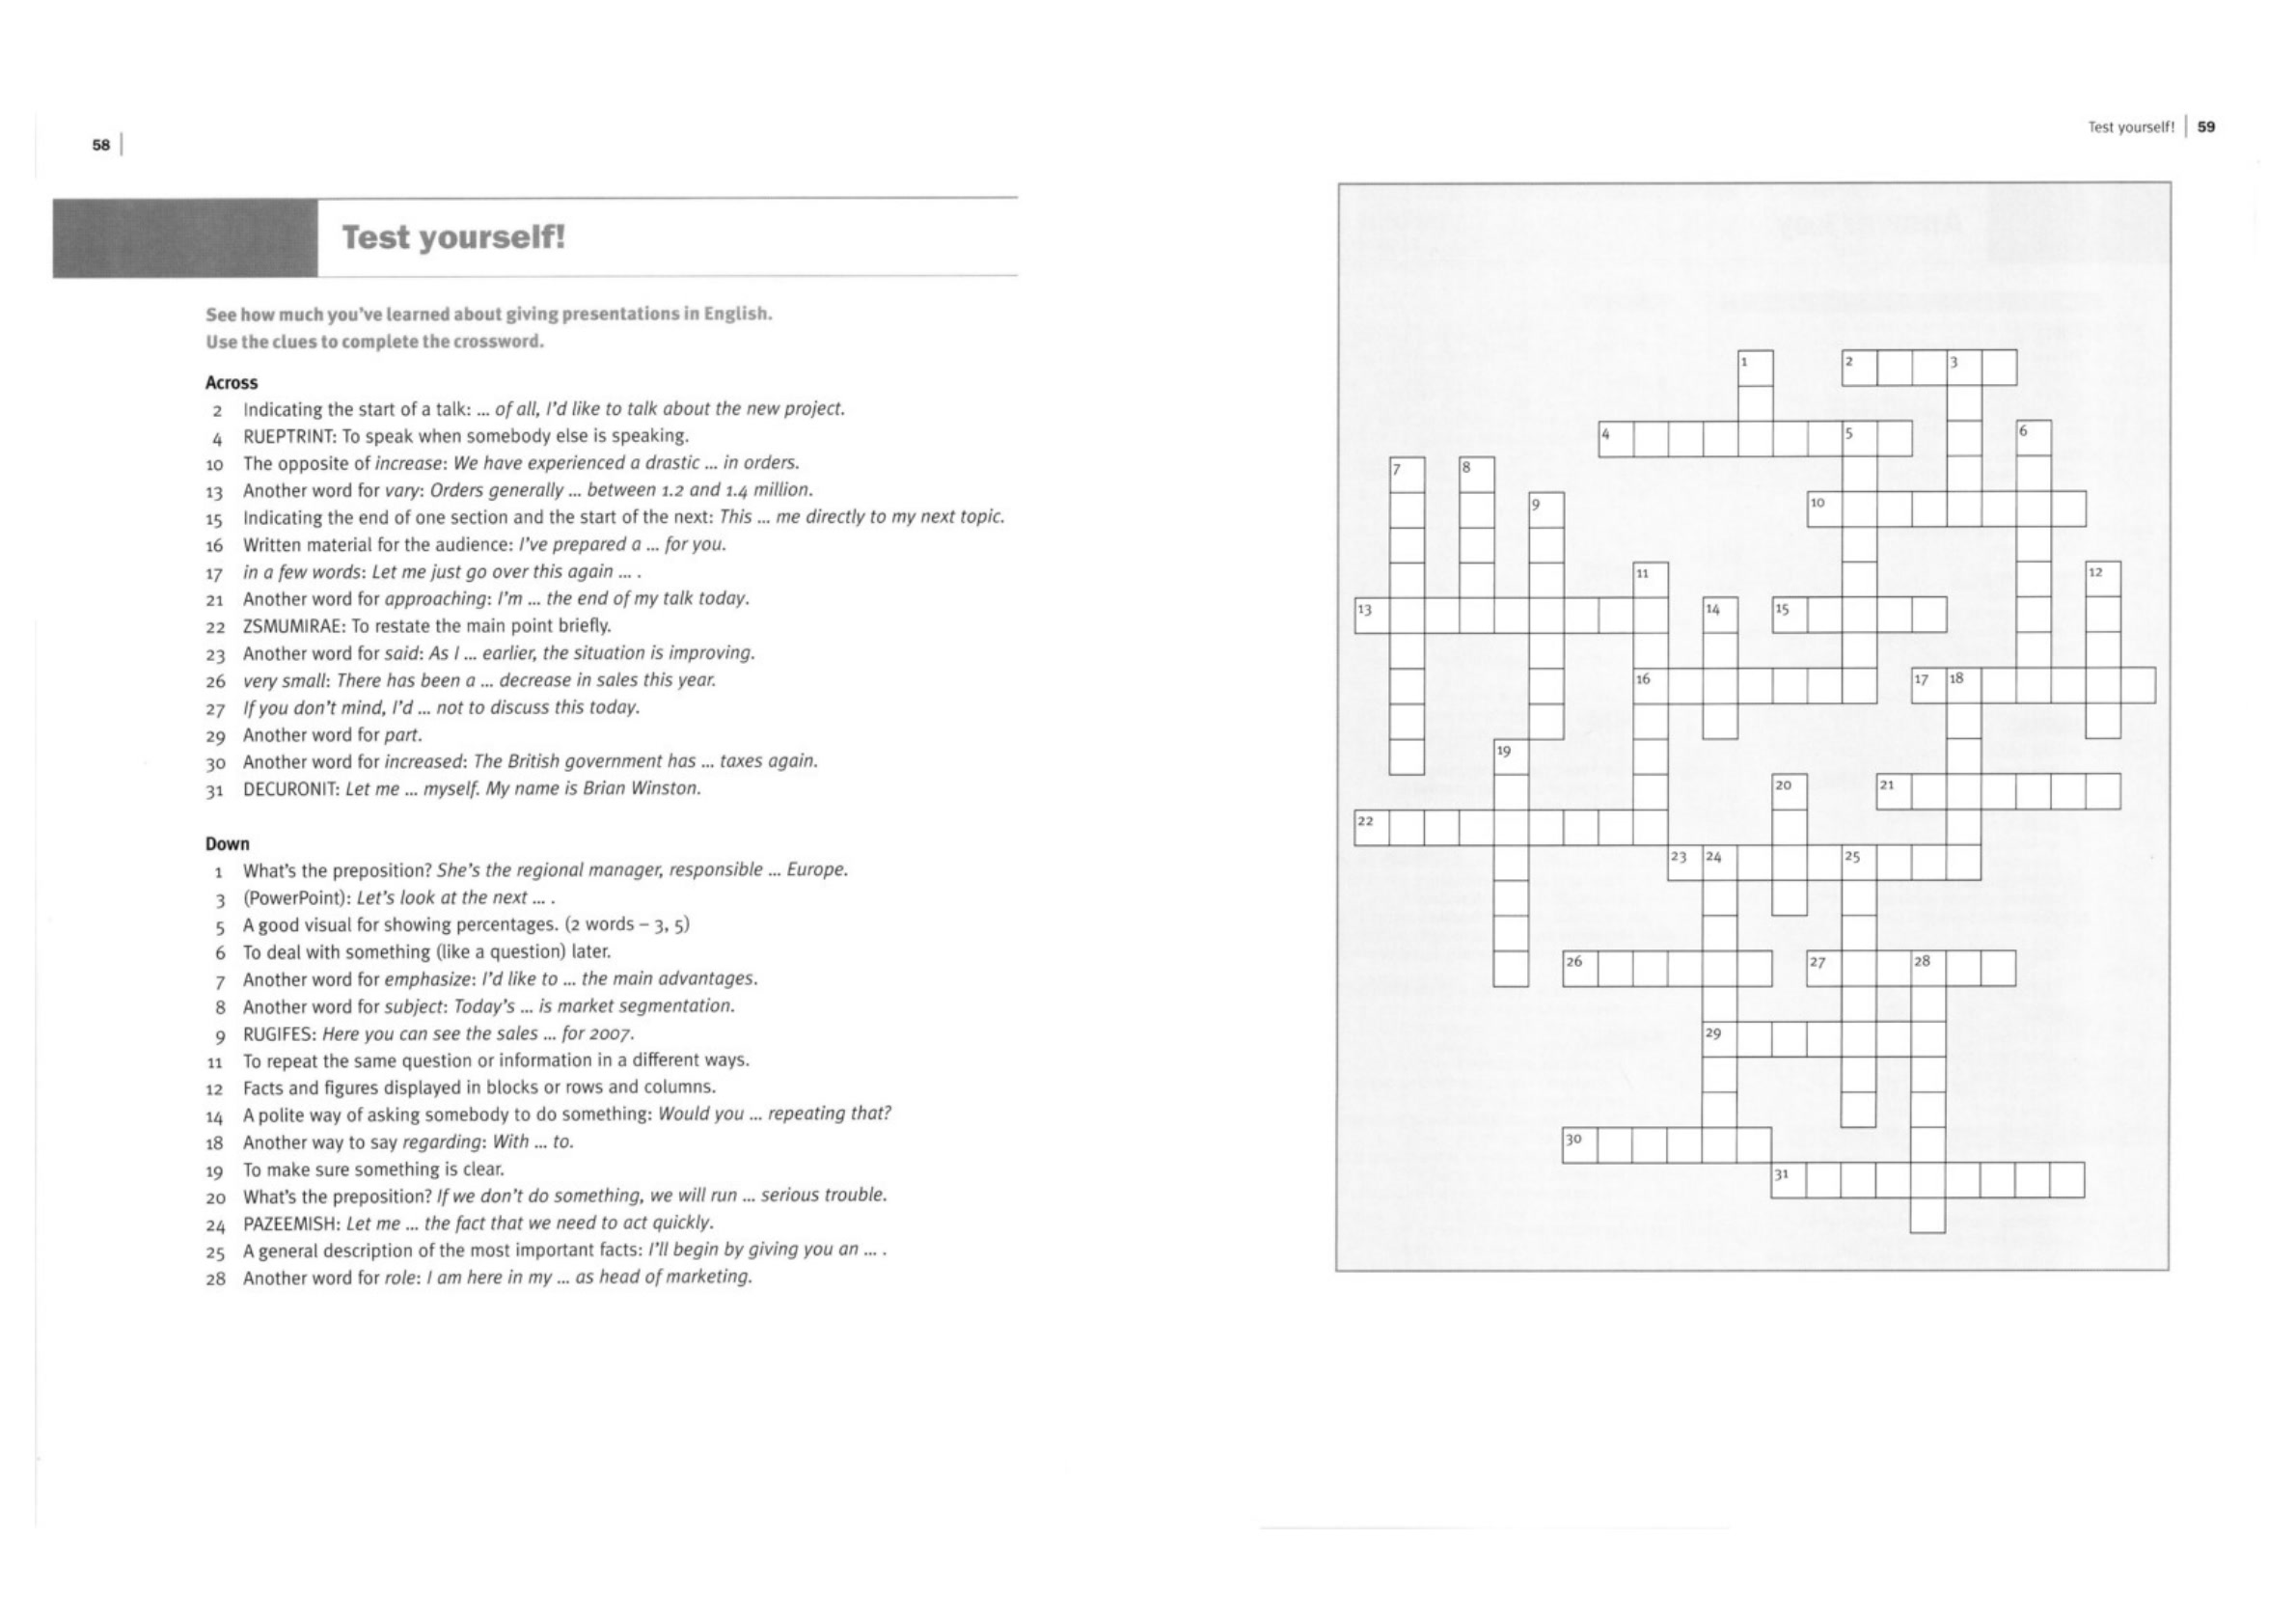 58
Test yourself!
See how much you've learned about giving presentations in English.
Use the clues to complete the crossword.
Across
2 Indicating the start of a talk: ... of all, I'd like to talk about the new project.
4 RUEPTRINT: To speak when somebody else is speaking.
10 The opposite of increase: We have experienced a drastic ... in orders.
13 Another word for vary: Orders generally ... between 1.2 and 1.4 million.
15 Indicating the end of one section and the start of the next: This ... me directly to my next topic.
16 Written material for the audience: I've prepared a ... for you.
17 in a few words: Let me just go over this again ... .
21 Another word for approaching: I'm ... the end of my talk today.
22 ZSMUMIRAE: To restate the main point briefly.
23 Another word for said: As I ... earlier, the situation is improving.
26 very small: There has been a ... decrease in sales this year.
27 If you don't mind, I'd ... not to discuss this today.
29 Another word for part.
30 Another word for increased: The British government has ... taxes again.
31 DECURONIT: Let me ... myself. My name is Brian Winston.
Down
1 What's the preposition? She's the regional manager, responsible ... Europe.
3 (PowerPoint): Let's look at the next ... .
5 A good visual for showing percentages. (2 words – 3, 5)
6 To deal with something (like a question) later.
7 Another word for emphasize: I'd like to ... the main advantages.
8 Another word for subject: Today's ... is market segmentation.
9 RUGIFES: Here you can see the sales ... for 2007.
11 To repeat the same question or information in a different ways.
12 Facts and figures displayed in blocks or rows and columns.
14 A polite way of asking somebody to do something: Would you ... repeating that?
18 Another way to say regarding: With ... to.
19 To make sure something is clear.
20 What's the preposition? If we don't do something, we will run ... serious trouble.
24 PAZEEMISH: Let me ... the fact that we need to act quickly.
25 A general description of the most important facts: I'll begin by giving you an ... .
28 Another word for role: I am here in my ... as head of marketing.
Test yourself! 59
1 2 3
4 5 6
7 8
9 10
11 12
13 14 15
16 17 18
19
20 21
22
23 24 25
26 27 28
29
30
31